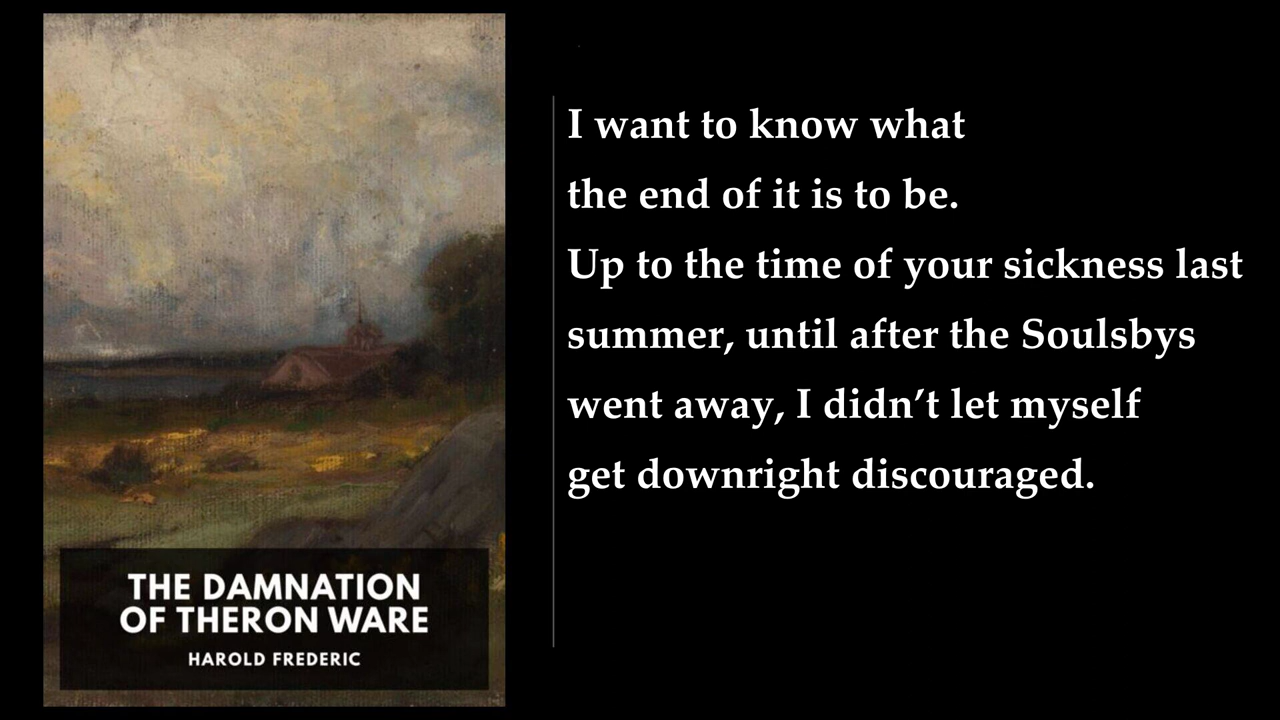 THE DAMNATION
OF THERON WARE
HAROLD FREDERIC
I want to know what
the end of it is to be.
Up to the time of your sickness last
summer, until after the Soulsbys
went away, I didn’t let myself
get downright discouraged.